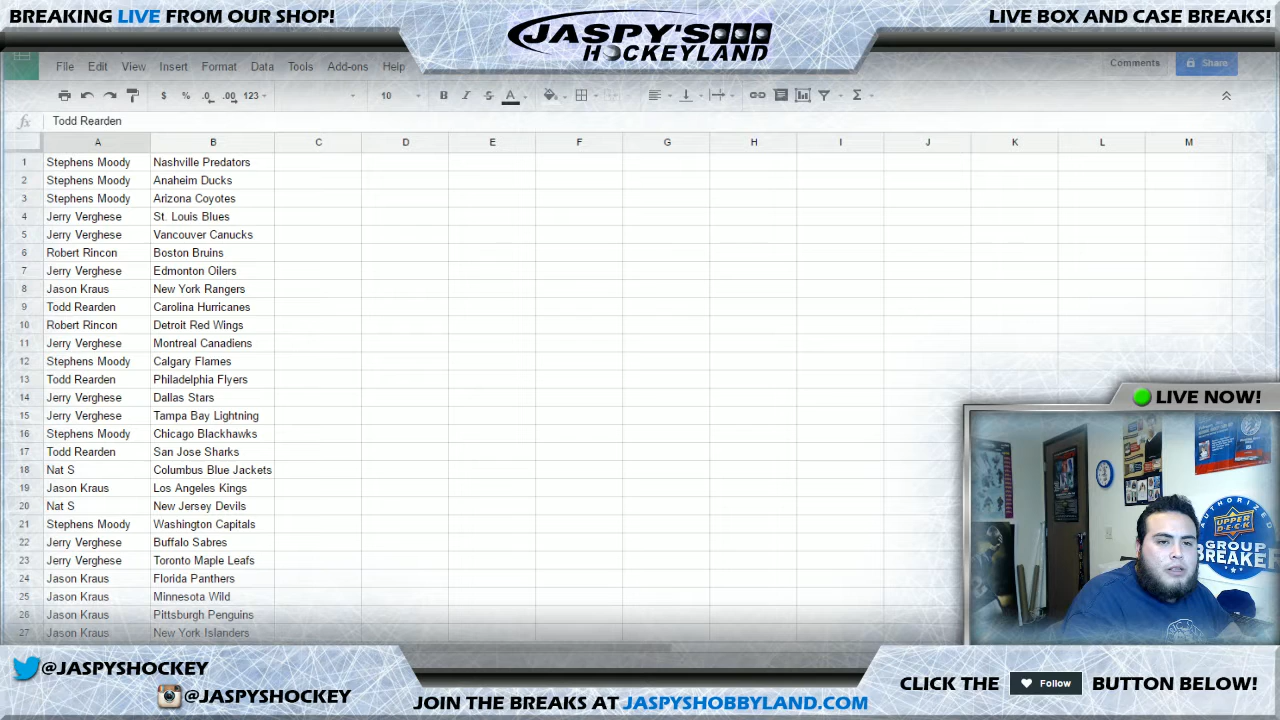 BREAKING LIVE FROM OUR SHOP!
JASPY'S
HOCKEYLAND
LIVE BOX AND CASE BREAKS!
File Edit View Insert Format Data Tools Add-ons Help
Comments Share
$ % .0 .00 123 10 B I S A Σ
fx Todd Rearden
A B C D E F G H I J K L M
1 Stephens Moody Nashville Predators
2 Stephens Moody Anaheim Ducks
3 Stephens Moody Arizona Coyotes
4 Jerry Verghese St. Louis Blues
5 Jerry Verghese Vancouver Canucks
6 Robert Rincon Boston Bruins
7 Jerry Verghese Edmonton Oilers
8 Jason Kraus New York Rangers
9 Todd Rearden Carolina Hurricanes
10 Robert Rincon Detroit Red Wings
11 Jerry Verghese Montreal Canadiens
12 Stephens Moody Calgary Flames
13 Todd Rearden Philadelphia Flyers
14 Jerry Verghese Dallas Stars
15 Jerry Verghese Tampa Bay Lightning
16 Stephens Moody Chicago Blackhawks
17 Todd Rearden San Jose Sharks
18 Nat S Columbus Blue Jackets
19 Jason Kraus Los Angeles Kings
20 Nat S New Jersey Devils
21 Stephens Moody Washington Capitals
22 Jerry Verghese Buffalo Sabres
23 Jerry Verghese Toronto Maple Leafs
24 Jason Kraus Florida Panthers
25 Jason Kraus Minnesota Wild
26 Jason Kraus Pittsburgh Penguins
27 Jason Kraus New York Islanders
LIVE NOW!
AUTHORIZED
UPPER DECK
GROUP
BREAKER
@JASPYSHOCKEY
@JASPYSHOCKEY
JOIN THE BREAKS AT JASPYSHOBBYLAND.COM
CLICK THE Follow BUTTON BELOW!